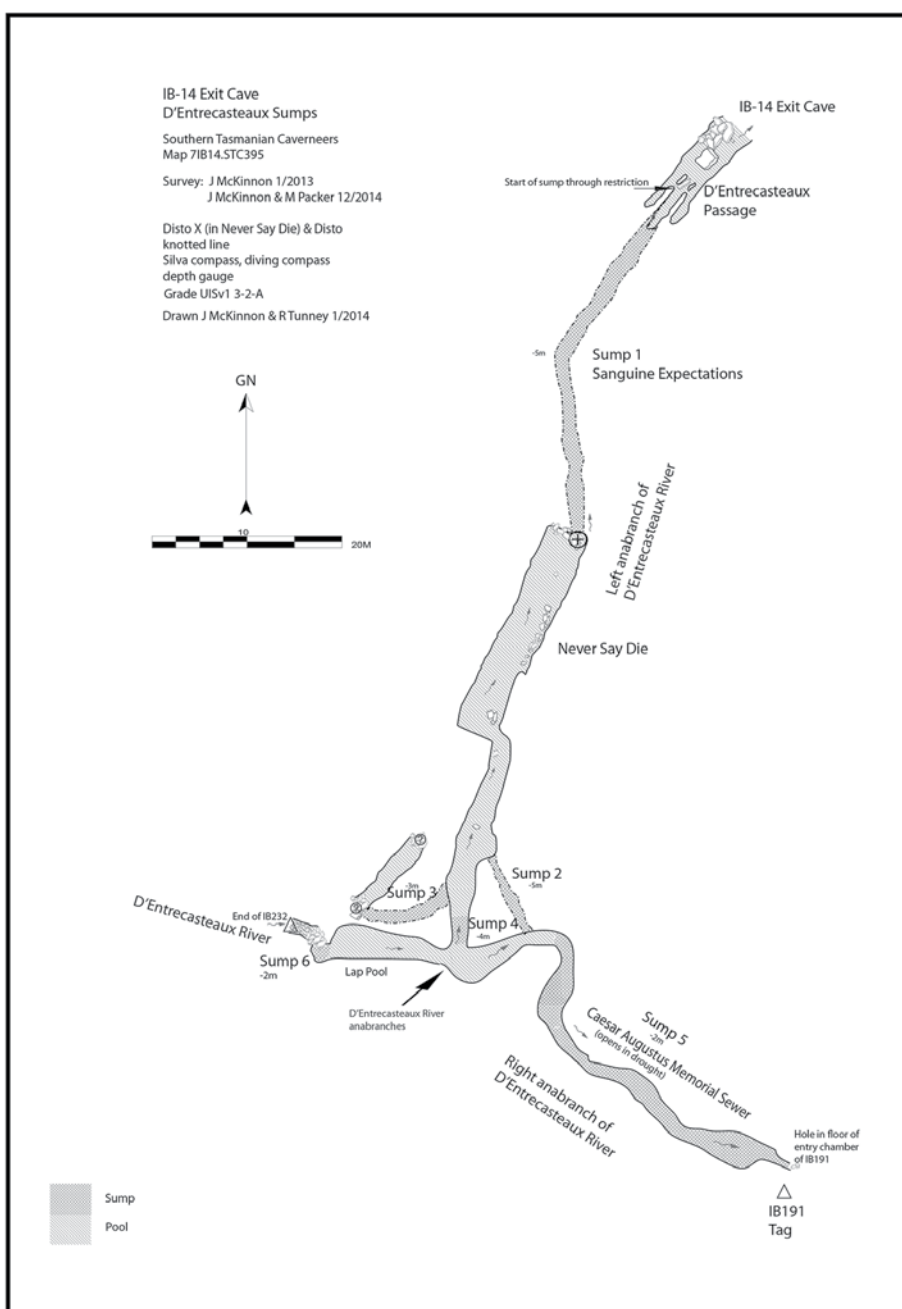 IB-14 Exit Cave
D'Entrecasteaux Sumps
Southern Tasmanian Caverneers
Map 7IB14.STC395
Survey: J McKinnon 1/2013
J McKinnon & M Packer 12/2014
Disto X (in Never Say Die) & Disto
knotted line
Silva compass, diving compass
depth gauge
Grade UISv1 3-2-A
Drawn J McKinnon & R Tunney 1/2014
GN
10
20M
IB-14 Exit Cave
Start of sump through restriction
D'Entrecasteaux
Passage
-5m
Sump 1
Sanguine Expectations
Left anabranch of
D'Entrecasteaux River
Never Say Die
?
?
Sump 3
-3m
Sump 2
-5m
Sump 4
-4m
D'Entrecasteaux River
End of IB232
Sump 6
-2m
Lap Pool
D'Entrecasteaux River
anabranches
Sump 5
-2m
Caesar Augustus Memorial Sewer
(opens in drought)
Right anabranch of
D'Entrecasteaux River
Hole in floor of
entry chamber
of IB191
IB191
Tag
Sump
Pool